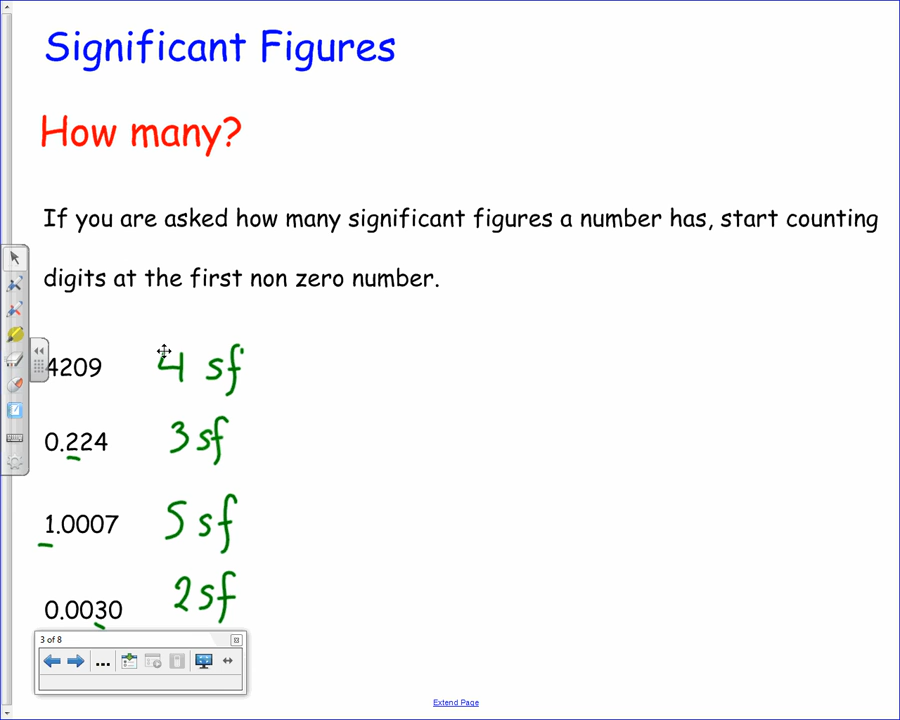 Significant Figures
How many?
If you are asked how many significant figures a number has, start counting
digits at the first non zero number.
4209 4 sf
0.224 3 sf
1.0007 5 sf
0.0030 2 sf
3 of 8
...
Extend Page